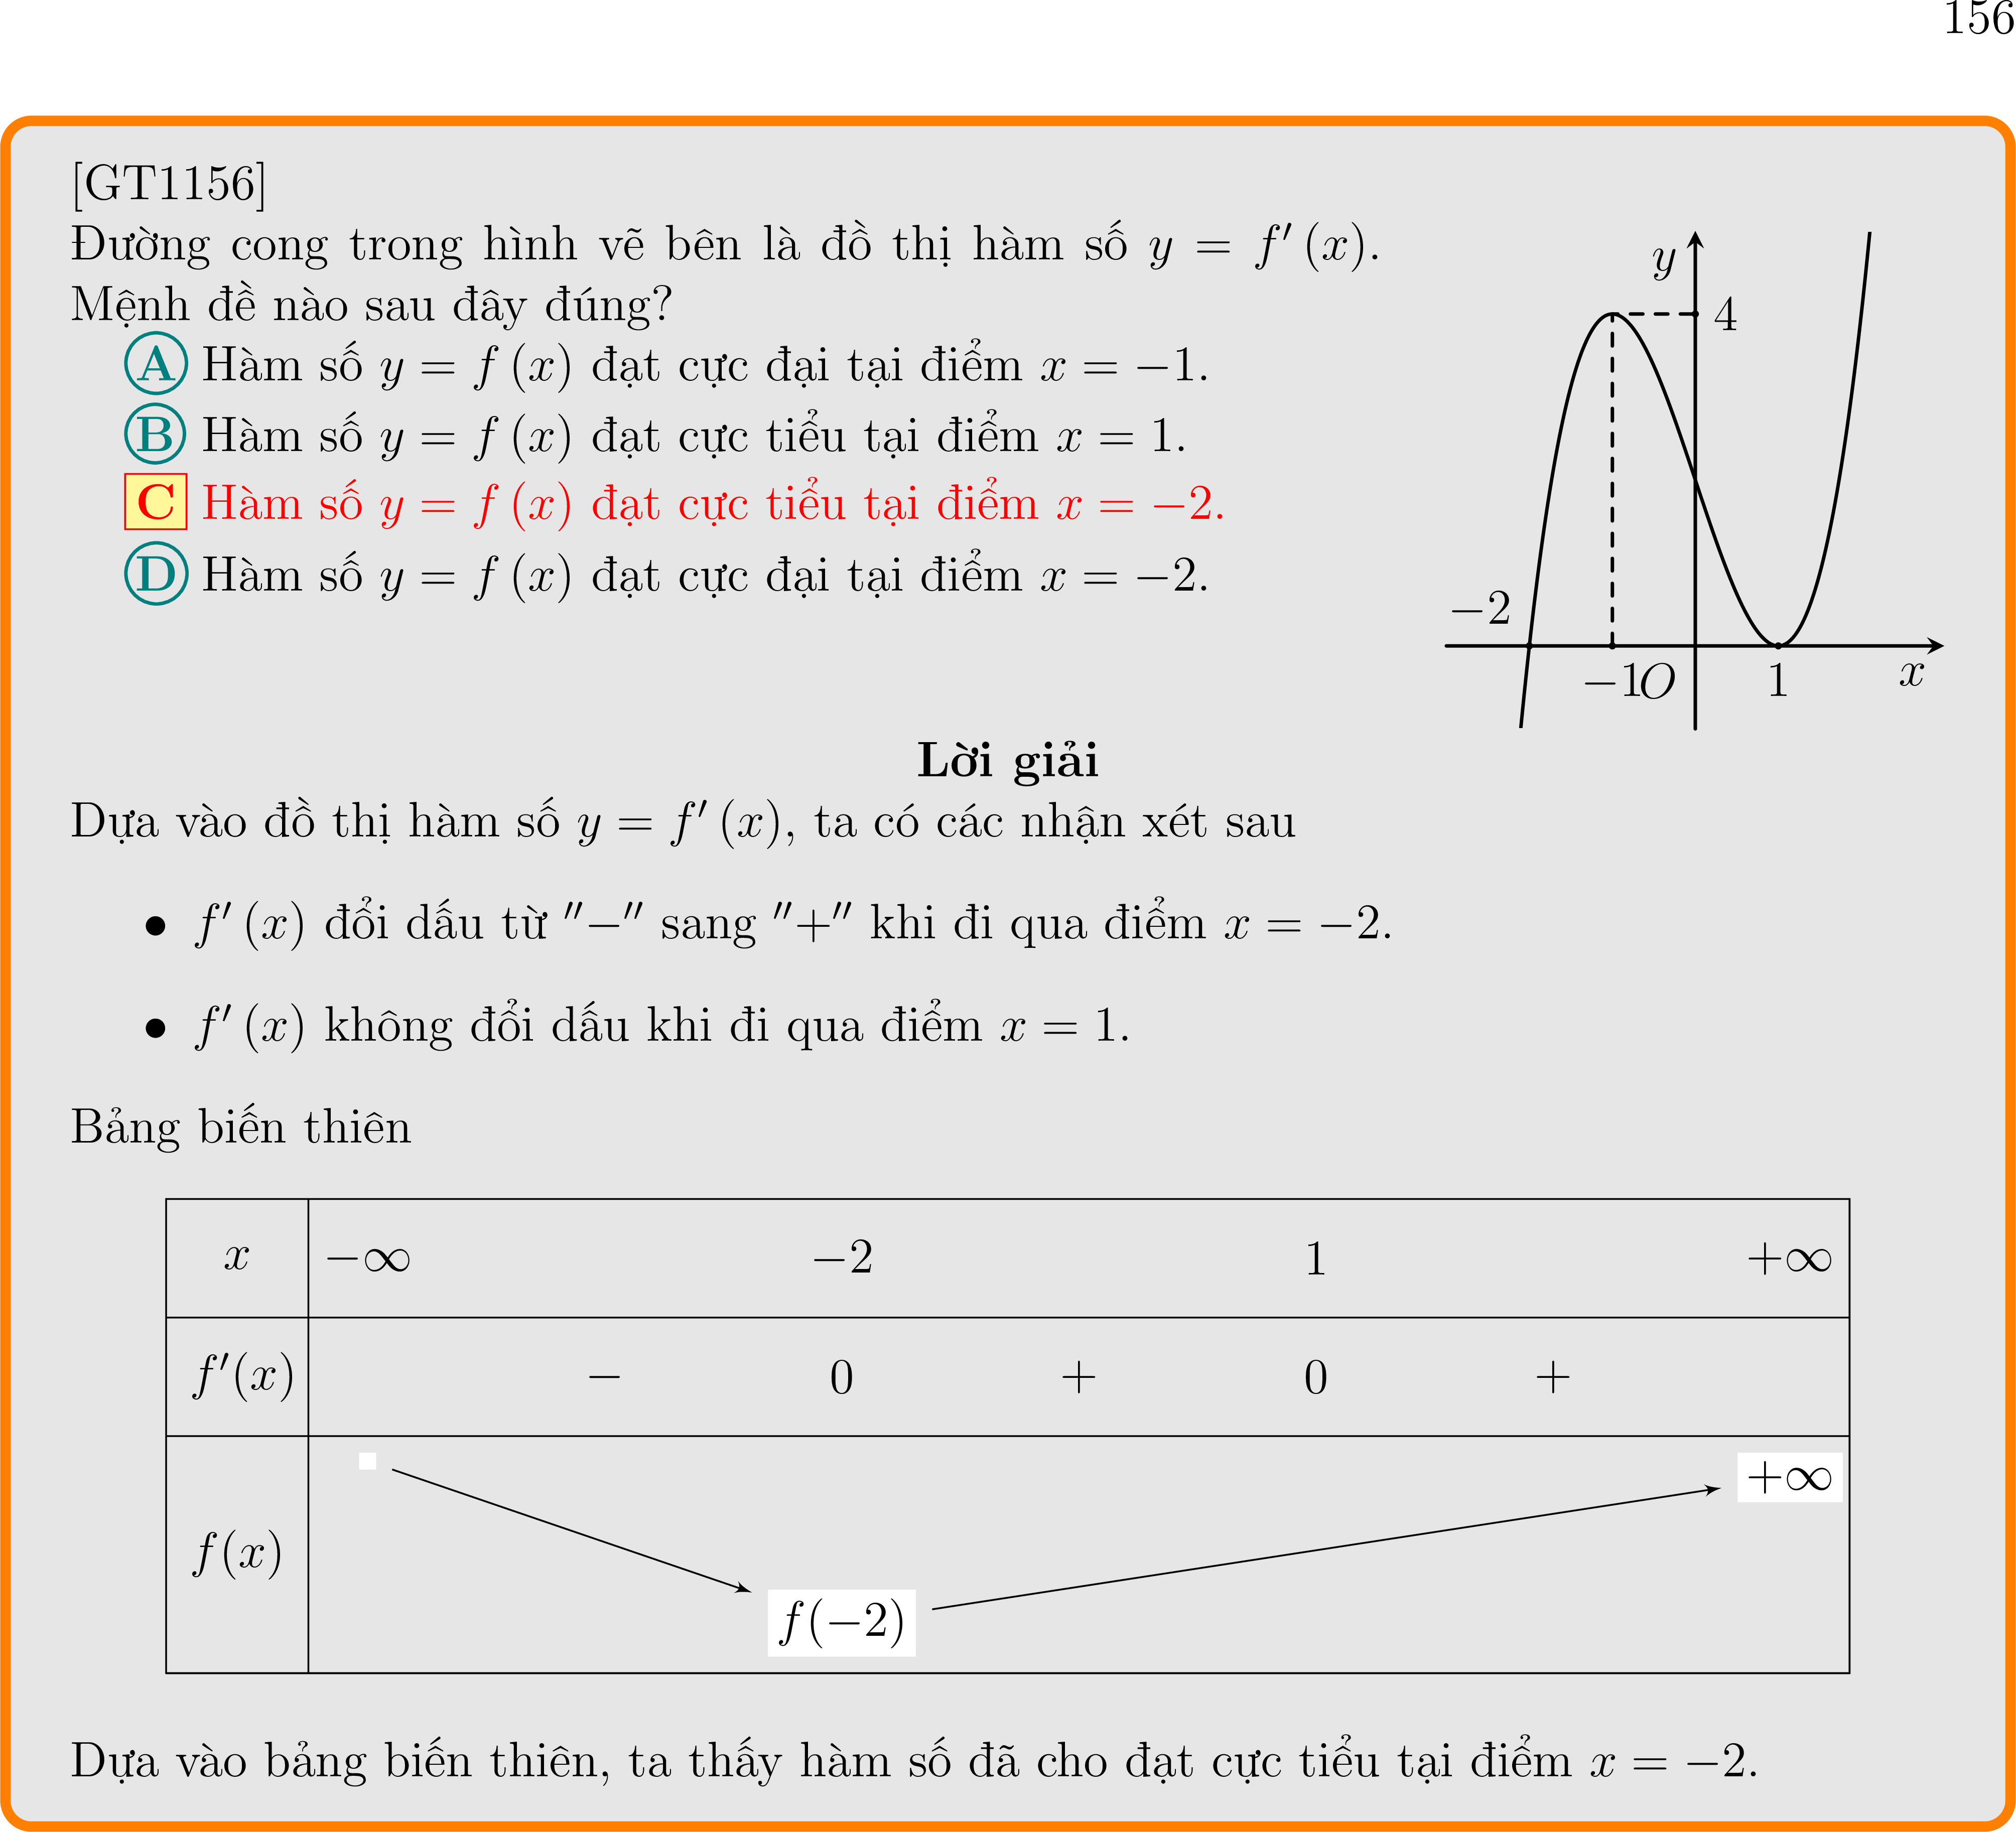 156
[GT1156]
Đường cong trong hình vẽ bên là đồ thị hàm số y = f′ (x).
Mệnh đề nào sau đây đúng?
A Hàm số y = f (x) đạt cực đại tại điểm x = −1.
B Hàm số y = f (x) đạt cực tiểu tại điểm x = 1.
C Hàm số y = f (x) đạt cực tiểu tại điểm x = −2.
D Hàm số y = f (x) đạt cực đại tại điểm x = −2.
y
4
−2
−1 O 1 x
Lời giải
Dựa vào đồ thị hàm số y = f′ (x), ta có các nhận xét sau
• f′ (x) đổi dấu từ ″−″ sang ″+″ khi đi qua điểm x = −2.
• f′ (x) không đổi dấu khi đi qua điểm x = 1.
Bảng biến thiên
x −∞ −2 1 +∞
f′(x) − 0 + 0 +
+∞
f(x)
f(−2)
Dựa vào bảng biến thiên, ta thấy hàm số đã cho đạt cực tiểu tại điểm x = −2.